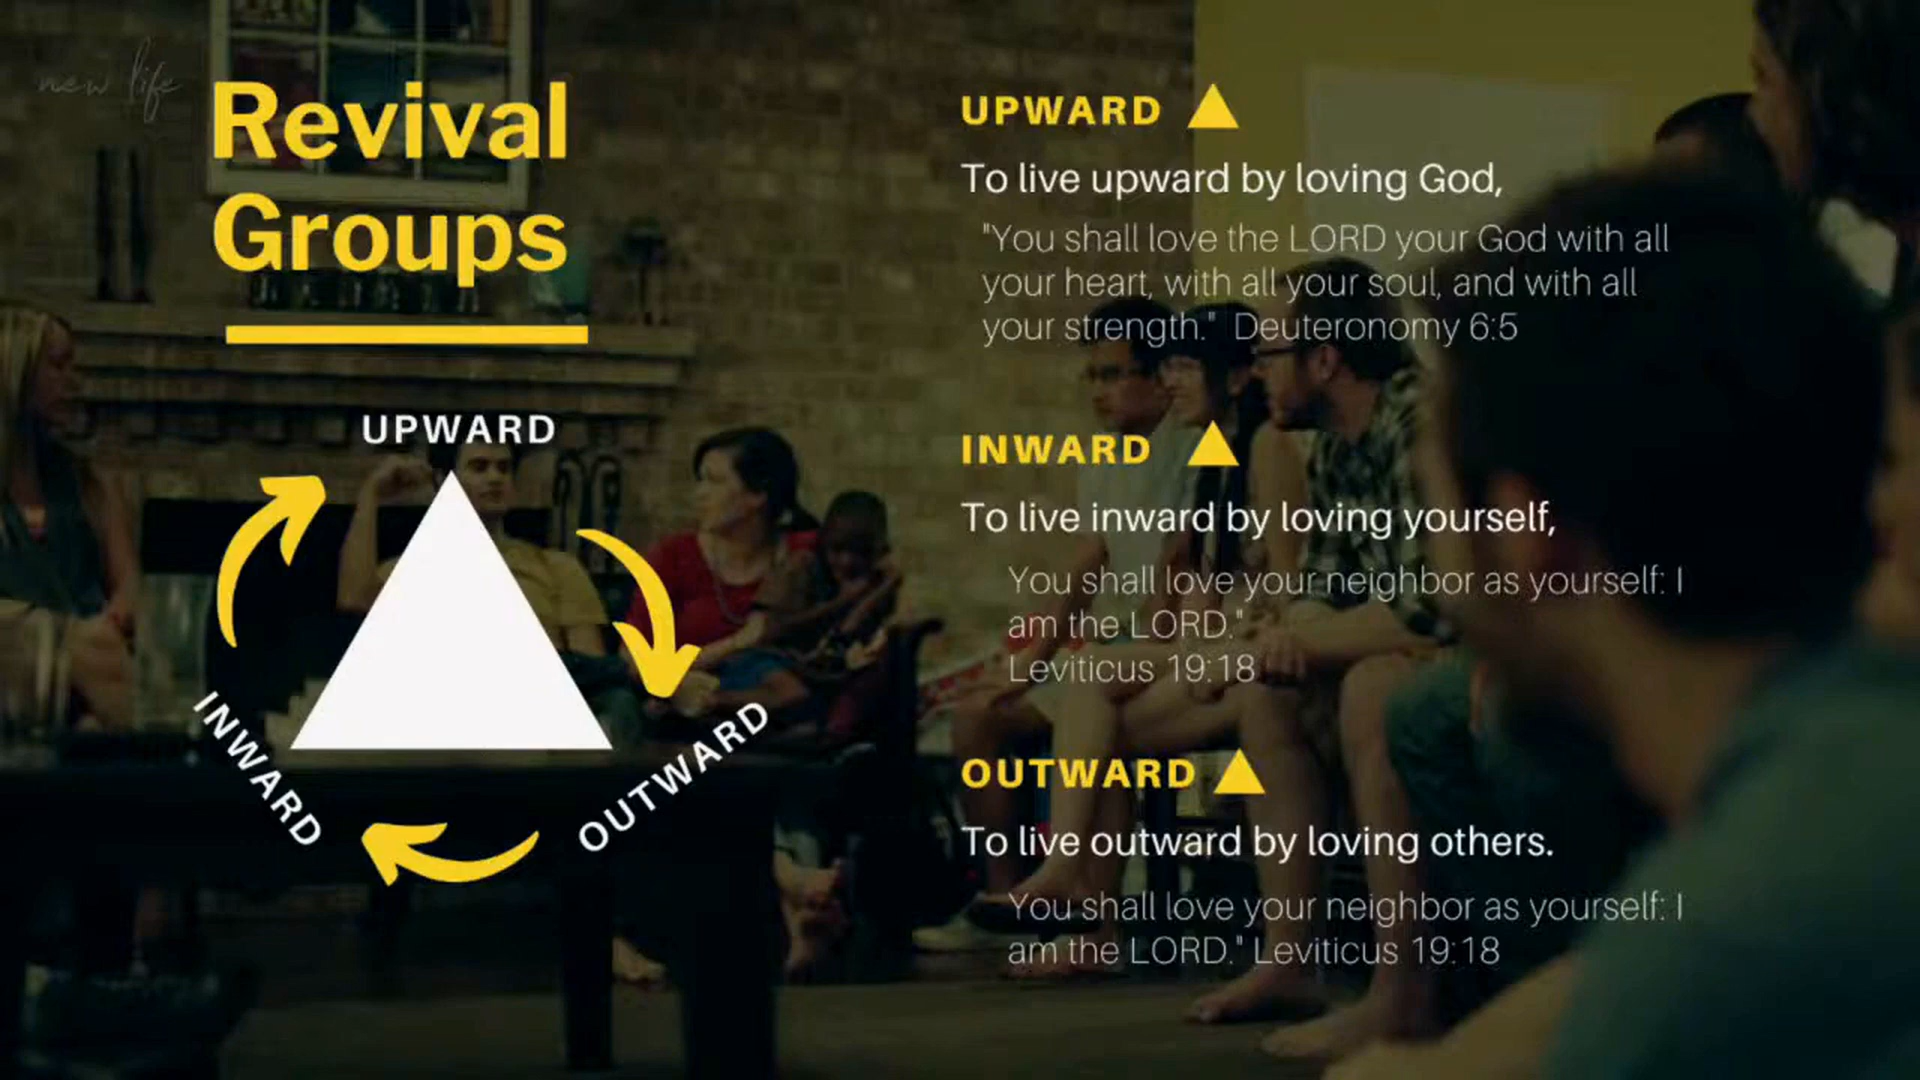 new life
Revival
Groups
UPWARD
INWARD
OUTWARD
UPWARD
To live upward by loving God,
"You shall love the LORD your God with all
your heart, with all your soul, and with all
your strength." Deuteronomy 6:5
INWARD
To live inward by loving yourself,
You shall love your neighbor as yourself: I
am the LORD."
Leviticus 19:18
OUTWARD
To live outward by loving others.
You shall love your neighbor as yourself: I
am the LORD." Leviticus 19:18